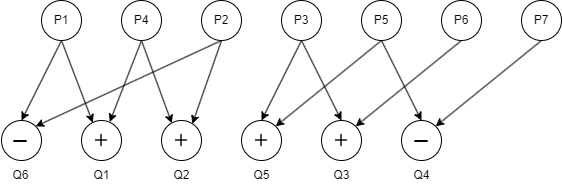 P1 P4 P2 P3 P5 P6 P7
− + + + + −
Q6 Q1 Q2 Q5 Q3 Q4